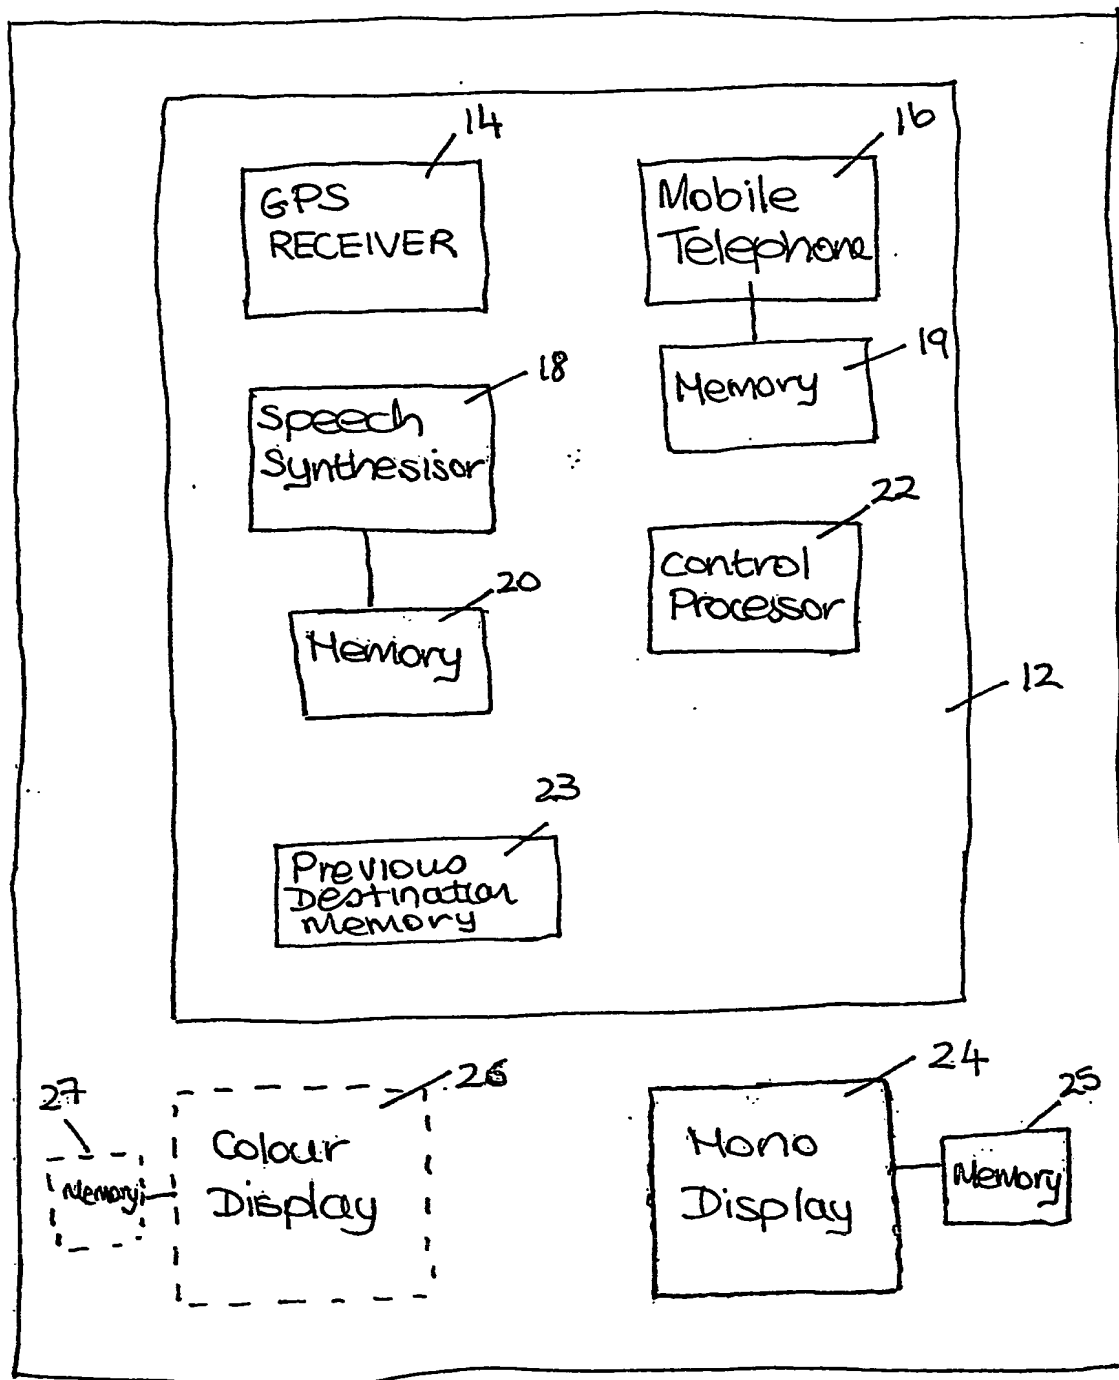 14
16
GPS
RECEIVER
Mobile
Telephone
18
19
Speech
Synthesisor
Memory
22
20
Control
Processor
Memory
12
23
Previous
Destination
Memory
27
26
24
25
Colour
Display
Memory
Mono
Display
Memory